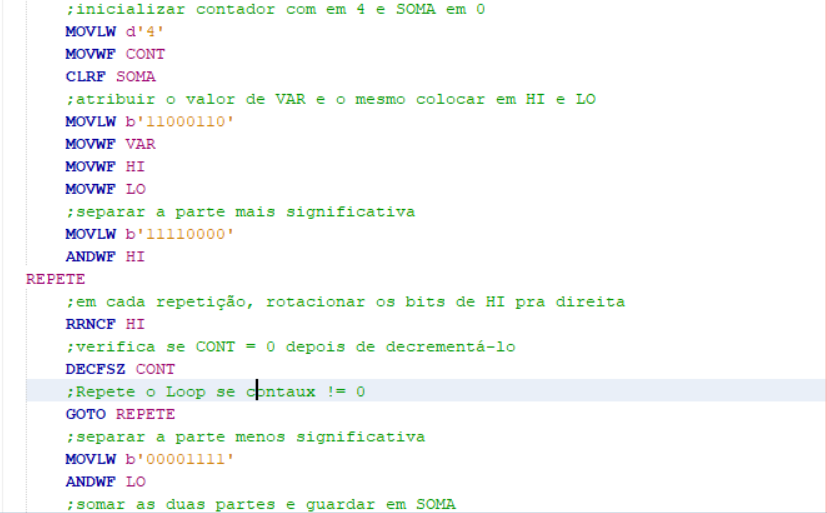 ;inicializar contador com em 4 e SOMA em 0
MOVLW d'4'
MOVWF CONT
CLRF SOMA
;atribuir o valor de VAR e o mesmo colocar em HI e LO
MOVLW b'11000110'
MOVWF VAR
MOVWF HI
MOVWF LO
;separar a parte mais significativa
MOVLW b'11110000'
ANDWF HI
REPETE
;em cada repetição, rotacionar os bits de HI pra direita
RRNCF HI
;verifica se CONT = 0 depois de decrementá-lo
DECFSZ CONT
;Repete o Loop se contaux != 0
GOTO REPETE
;separar a parte menos significativa
MOVLW b'00001111'
ANDWF LO
;somar as duas partes e guardar em SOMA